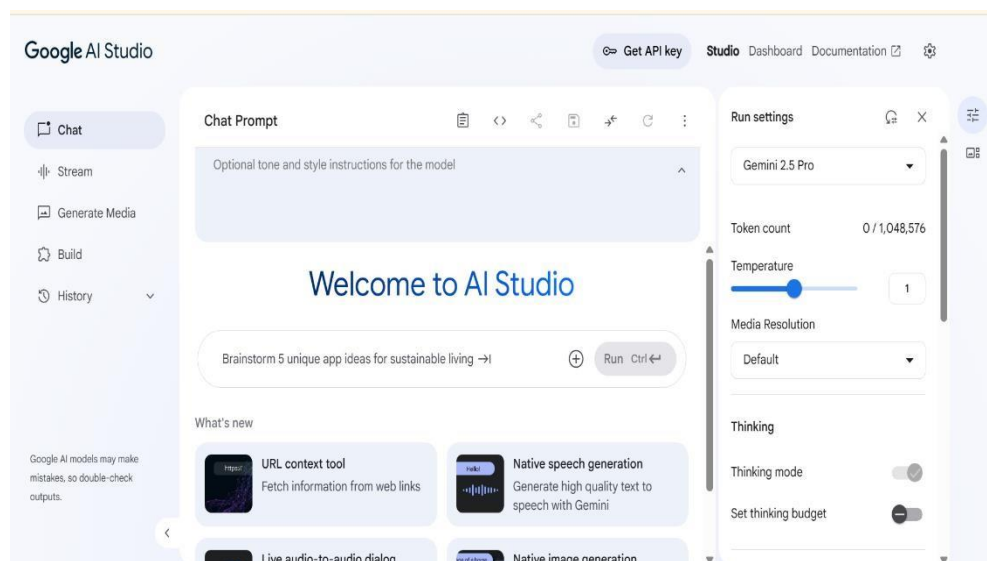 Google AI Studio
Get API key
Studio Dashboard Documentation
Chat
Stream
Generate Media
Build
History
Google AI models may make
mistakes, so double-check
outputs.
Chat Prompt
Optional tone and style instructions for the model
Welcome to AI Studio
Brainstorm 5 unique app ideas for sustainable living
Run Ctrl
What's new
URL context tool
Fetch information from web links
Native speech generation
Generate high quality text to
speech with Gemini
Hello!
Live audio-to-audio dialog
Native image generation
Run settings
Gemini 2.5 Pro
Token count 0 / 1,048,576
Temperature
1
Media Resolution
Default
Thinking
Thinking mode
Set thinking budget